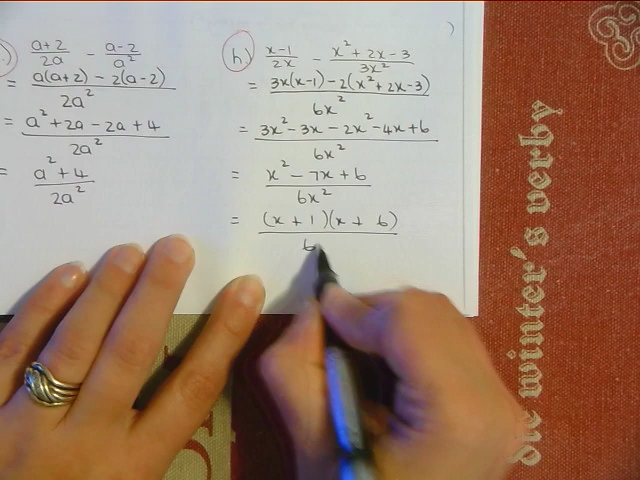 a+2/2a - a-2/a²
= a(a+2) - 2(a-2)/2a²
= a²+2a-2a+4/2a²
= a²+4/2a²
h) x-1/2x - x²+2x-3/3x²
= 3x(x-1)-2(x²+2x-3)/6x²
= 3x²-3x-2x²-4x+6/6x²
= x²-7x+6/6x²
= (x+1)(x+6)/6
die winter's verby